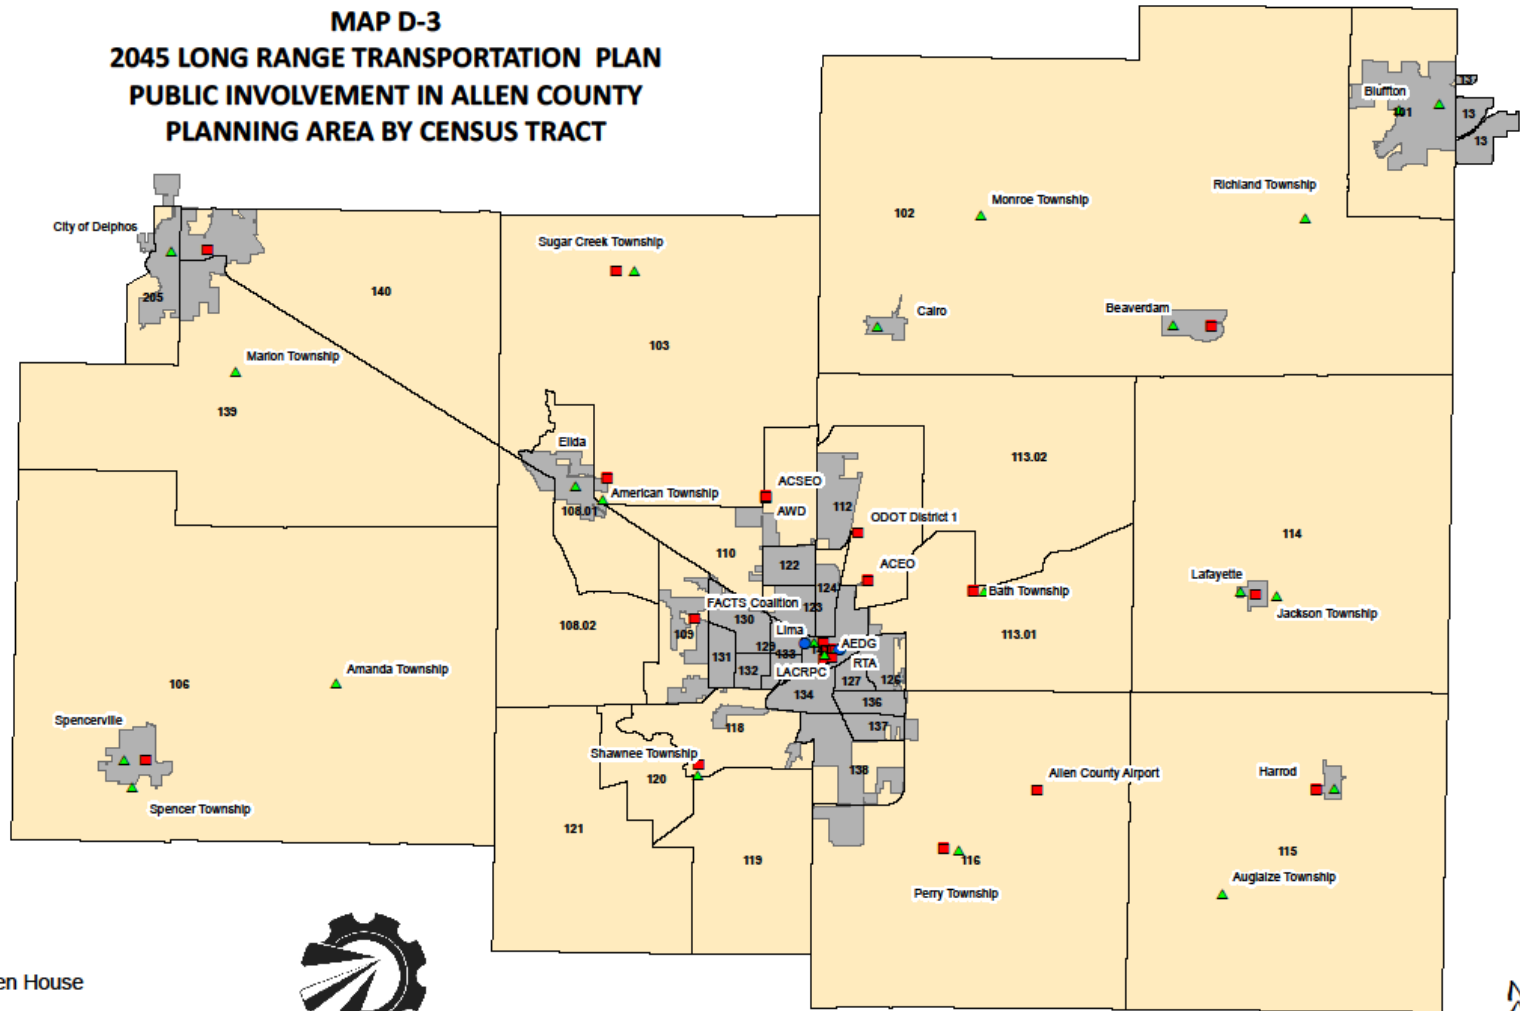 MAP D-3
2045 LONG RANGE TRANSPORTATION PLAN
PUBLIC INVOLVEMENT IN ALLEN COUNTY
PLANNING AREA BY CENSUS TRACT
Bluffton
13
13
13
Richland Township
Monroe Township
102
City of Delphos
Sugar Creek Township
205
140
Cairo
Beaverdam
103
Marion Township
139
Elida
113.02
ACSEO
American Township
108.01
AWD
112
ODOT District 1
114
110
122
ACEO
Lafayette
124
Bath Township
FACTS Coalition
123
Jackson Township
130
108.02
109
Lima
113.01
129
AEDG
131
133
RTA
132
LACRPC
127
126
Amanda Township
106
134
136
Spencerville
118
137
Shawnee Township
120
138
Allen County Airport
Harrod
Spencer Township
121
119
116
115
Auglaize Township
Perry Township
en House